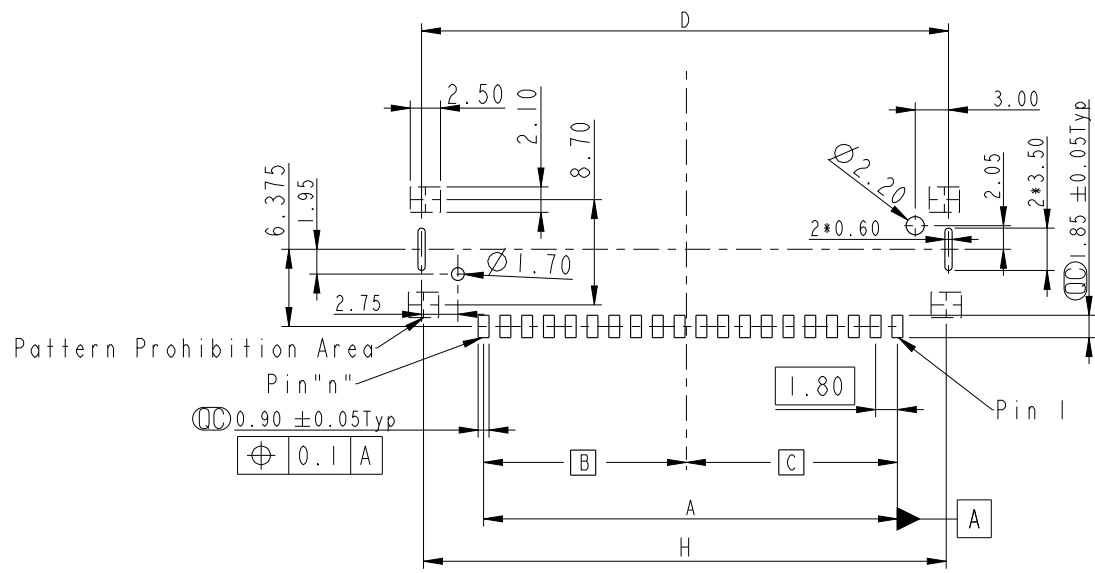 D
2.50
2.10
8.70
3.00
6.375
1.95
Ø2.20
2.05
2*3.50
QC 1.85 ±0.05Typ
2*0.60
Ø1.70
2.75
Pattern Prohibition Area
Pin"n"
1.80
Pin 1
QC 0.90 ±0.05Typ
⌖ 0.1 A
B
C
A
A
H